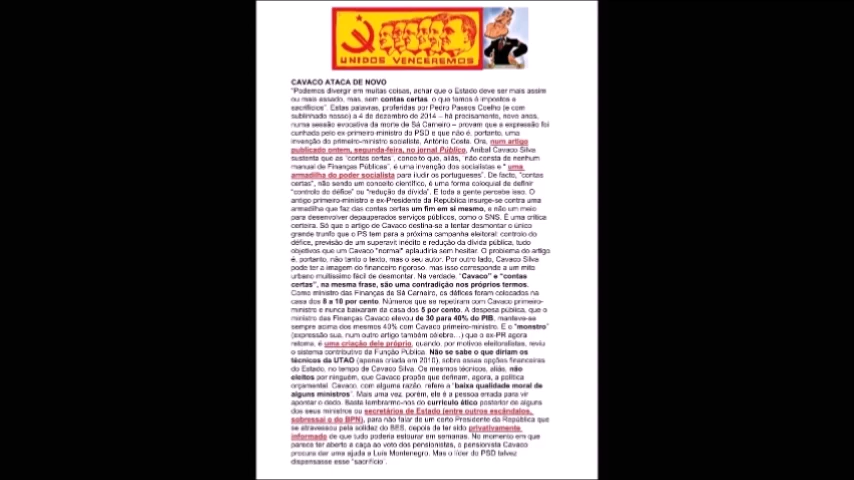 UNIDOS VENCEREMOS
CAVACO ATACA DE NOVO
"Podemos divergir em muitas coisas, achar que o Estado deve ser mais assim
ou mais assado, mas, sem contas certas, o que temos é impostos e
sacrifícios". Estas palavras, proferidas por Pedro Passos Coelho (e com
sublinhado nosso) a 4 de dezembro de 2014 – há precisamente, nove anos,
numa sessão evocativa da morte de Sá Carneiro – provam que a expressão foi
cunhada pelo ex-primeiro-ministro do PSD e que não é, portanto, uma
invenção do primeiro-ministro socialista, António Costa. Ora, num artigo
publicado ontem, segunda-feira, no jornal Público, Aníbal Cavaco Silva
sustenta que as "contas certas", conceito que, aliás, "não consta de nenhum
manual de Finanças Públicas", é uma invenção dos socialistas e " uma
armadilha do poder socialista para iludir os portugueses". De facto, "contas
certas", não sendo um conceito científico, é uma forma coloquial de definir
"controlo do défice" ou "redução da dívida". E toda a gente percebe isso. O
antigo primeiro-ministro e ex-Presidente da República insurge-se contra uma
armadilha que faz das contas certas um fim em si mesmo, e não um meio
para desenvolver depauperados serviços públicos, como o SNS. É uma crítica
certeira. Só que o artigo de Cavaco destina-se a tentar desmontar o único
grande trunfo que o PS tem para a próxima campanha eleitoral: controlo do
défice, previsão de um superavit inédito e redução da dívida pública, tudo
objetivos que um Cavaco "normal" aplaudiria sem hesitar. O problema do artigo
é, portanto, não tanto o texto, mas o seu autor. Por outro lado, Cavaco Silva
pode ter a imagem do financeiro rigoroso, mas isso corresponde a um mito
urbano muitíssimo fácil de desmontar. Na verdade, "Cavaco" e "contas
certas", na mesma frase, são uma contradição nos próprios termos.
Como ministro das Finanças de Sá Carneiro, os défices foram colocados na
casa dos 8 a 10 por cento. Números que se repetiram com Cavaco primeiro-
ministro e nunca baixaram da casa dos 5 por cento. A despesa pública, que o
ministro das Finanças Cavaco elevou de 30 para 40% do PIB, manteve-se
sempre acima dos mesmos 40% com Cavaco primeiro-ministro. E o "monstro"
(expressão sua, num outro artigo também célebre…) que o ex-PR agora
retoma, é uma criação dele próprio, quando, por motivos eleitoralistas, reviu
o sistema contributivo da Função Pública. Não se sabe o que diriam os
técnicos da UTAO (apenas criada em 2010), sobre essas opções financeiras
do Estado, no tempo de Cavaco Silva. Os mesmos técnicos, aliás, não
eleitos por ninguém, que Cavaco propõe que definam, agora, a política
orçamental. Cavaco, com alguma razão, refere a "baixa qualidade moral de
alguns ministros". Mais uma vez, porém, ele é a pessoa errada para vir
apontar o dedo. Basta lembrarmo-nos do currículo ético posterior de alguns
dos seus ministros ou secretários de Estado (entre outros escândalos,
sobressai o do BPN), para não falar de um certo Presidente da República que
se atravessou pela solidez do BES, depois de ter sido privativamente
informado de que tudo poderia estourar em semanas. No momento em que
parece ter aberto a caça ao voto dos pensionistas, o pensionista Cavaco
procura dar uma ajuda a Luís Montenegro. Mas o líder do PSD talvez
dispensasse esse "sacrifício".